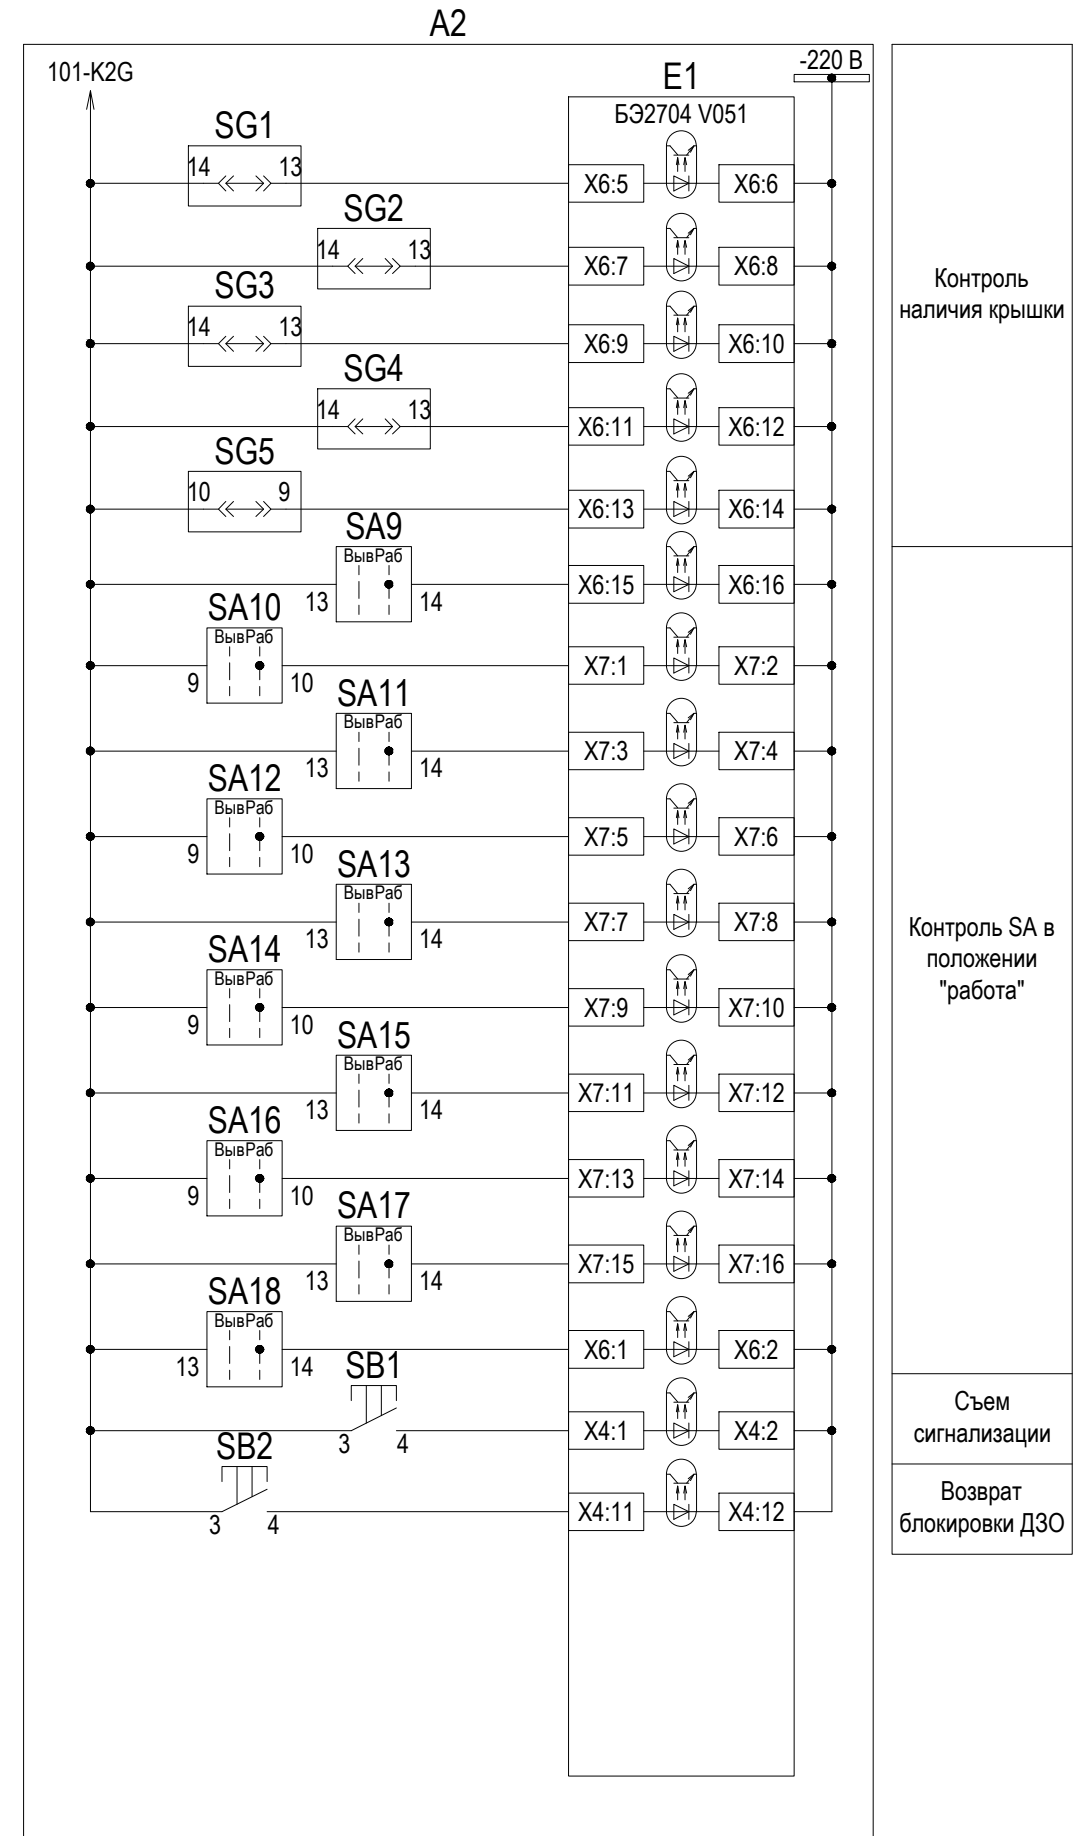 A2
101-K2G
-220 В
E1
БЭ2704 V051
SG1
14 13
X6:5 X6:6
SG2
14 13
X6:7 X6:8
SG3
14 13
X6:9 X6:10
SG4
14 13
X6:11 X6:12
SG5
10 9
X6:13 X6:14
Контроль
наличия крышки
SA9
ВывРаб
13 14
X6:15 X6:16
SA10
ВывРаб
9 10
X7:1 X7:2
SA11
ВывРаб
13 14
X7:3 X7:4
SA12
ВывРаб
9 10
X7:5 X7:6
SA13
ВывРаб
13 14
X7:7 X7:8
SA14
ВывРаб
9 10
X7:9 X7:10
SA15
ВывРаб
13 14
X7:11 X7:12
SA16
ВывРаб
9 10
X7:13 X7:14
SA17
ВывРаб
13 14
X7:15 X7:16
SA18
ВывРаб
13 14
X6:1 X6:2
Контроль SA в
положении
"работа"
SB1
3 4
X4:1 X4:2
Съем
сигнализации
SB2
3 4
X4:11 X4:12
Возврат
блокировки ДЗО